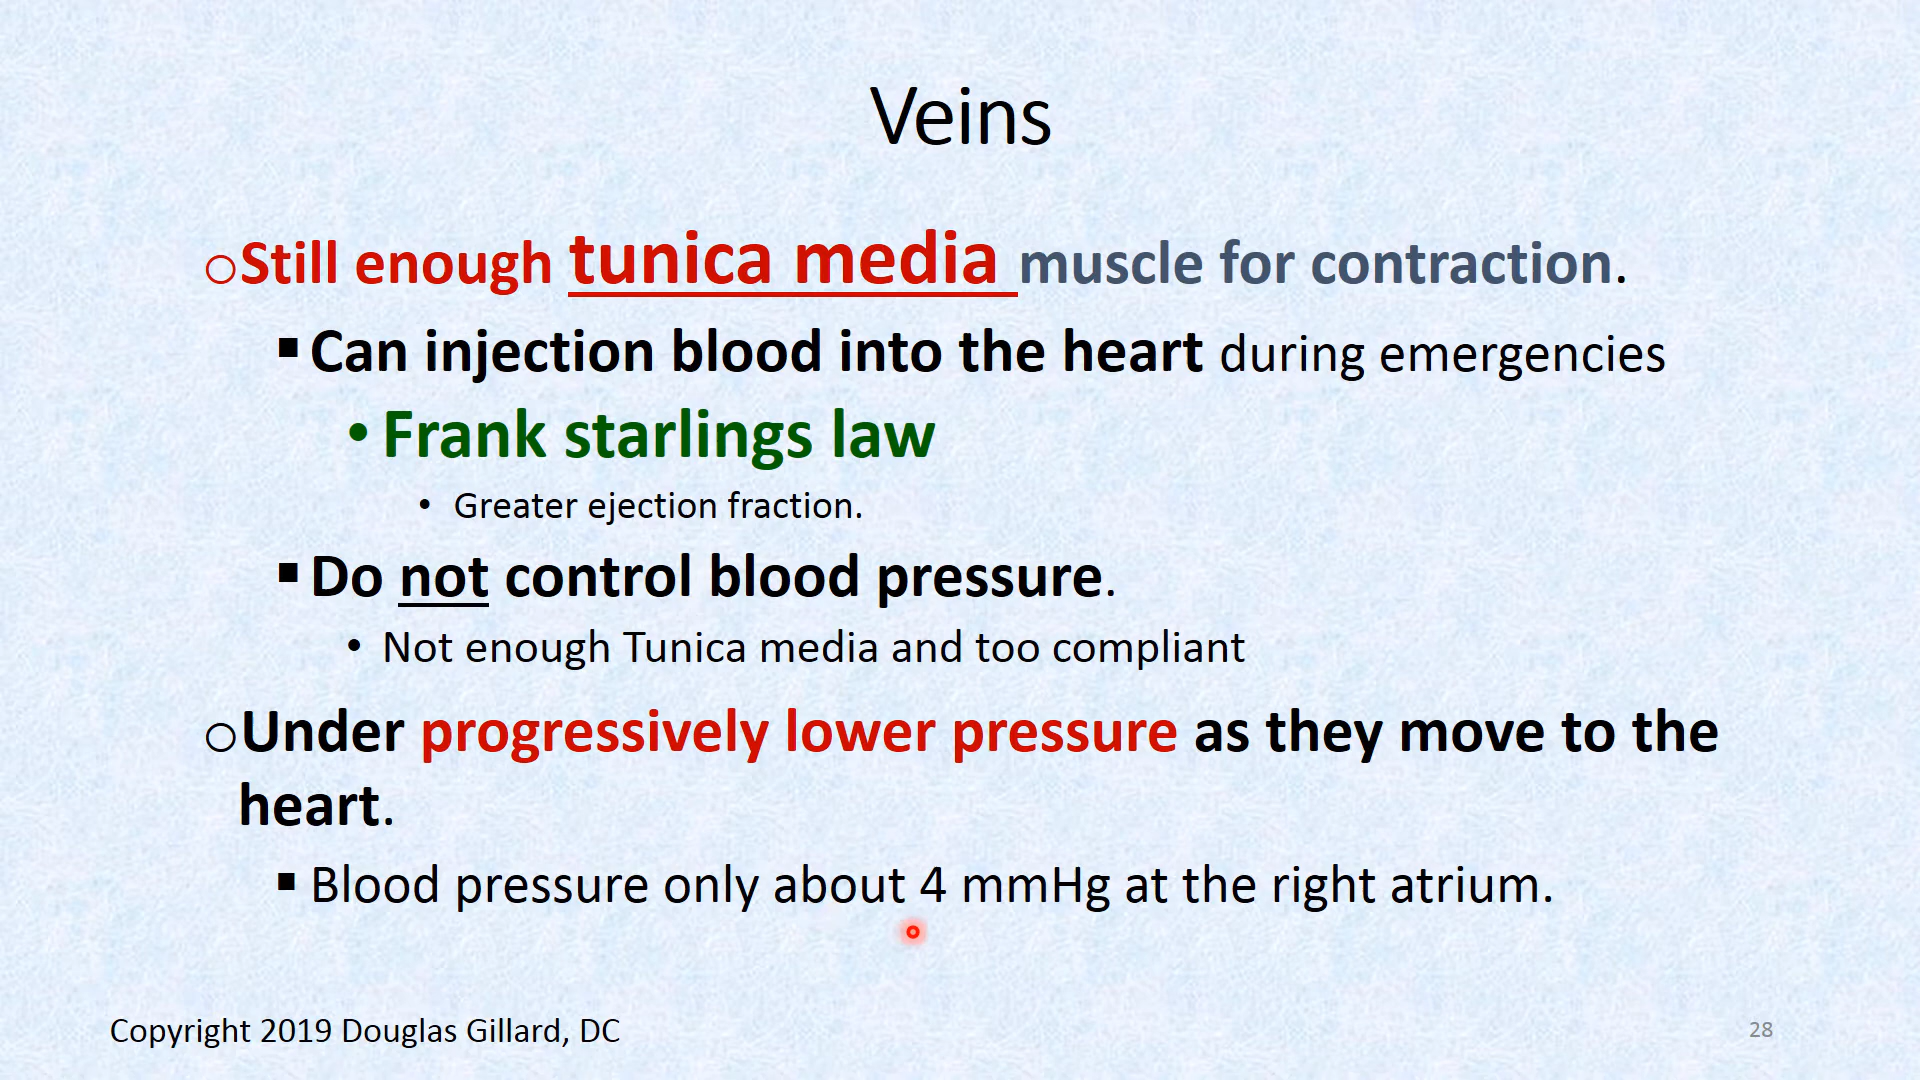 Veins
Still enough tunica media muscle for contraction.
Can injection blood into the heart during emergencies
Frank starlings law
Greater ejection fraction.
Do not control blood pressure.
Not enough Tunica media and too compliant
Under progressively lower pressure as they move to the
heart.
Blood pressure only about 4 mmHg at the right atrium.
Copyright 2019 Douglas Gillard, DC
28